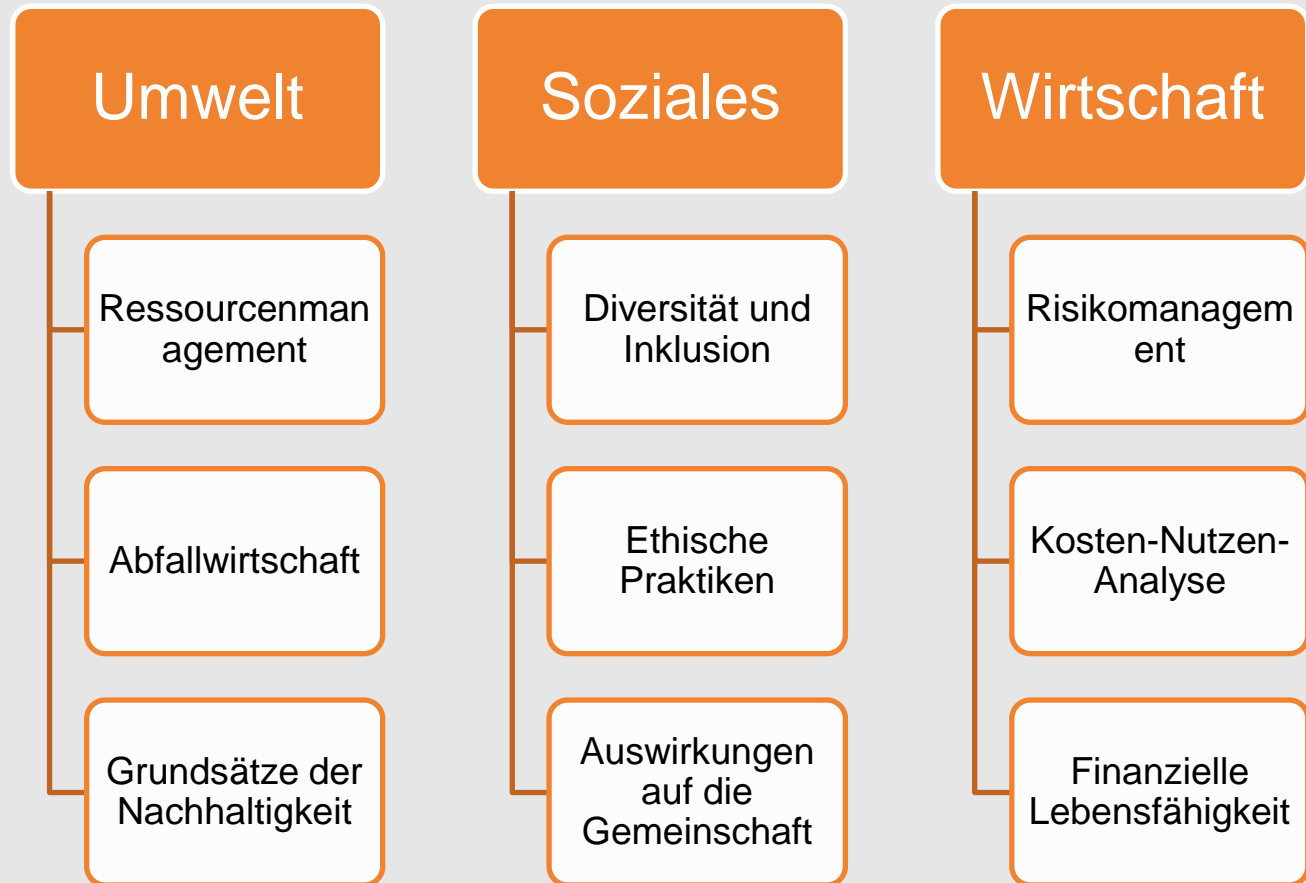 Umwelt
Ressourcenman
agement
Abfallwirtschaft
Grundsätze der
Nachhaltigkeit
Soziales
Diversität und
Inklusion
Ethische
Praktiken
Auswirkungen
auf die
Gemeinschaft
Wirtschaft
Risikomanagem
ent
Kosten-Nutzen-
Analyse
Finanzielle
Lebensfähigkeit